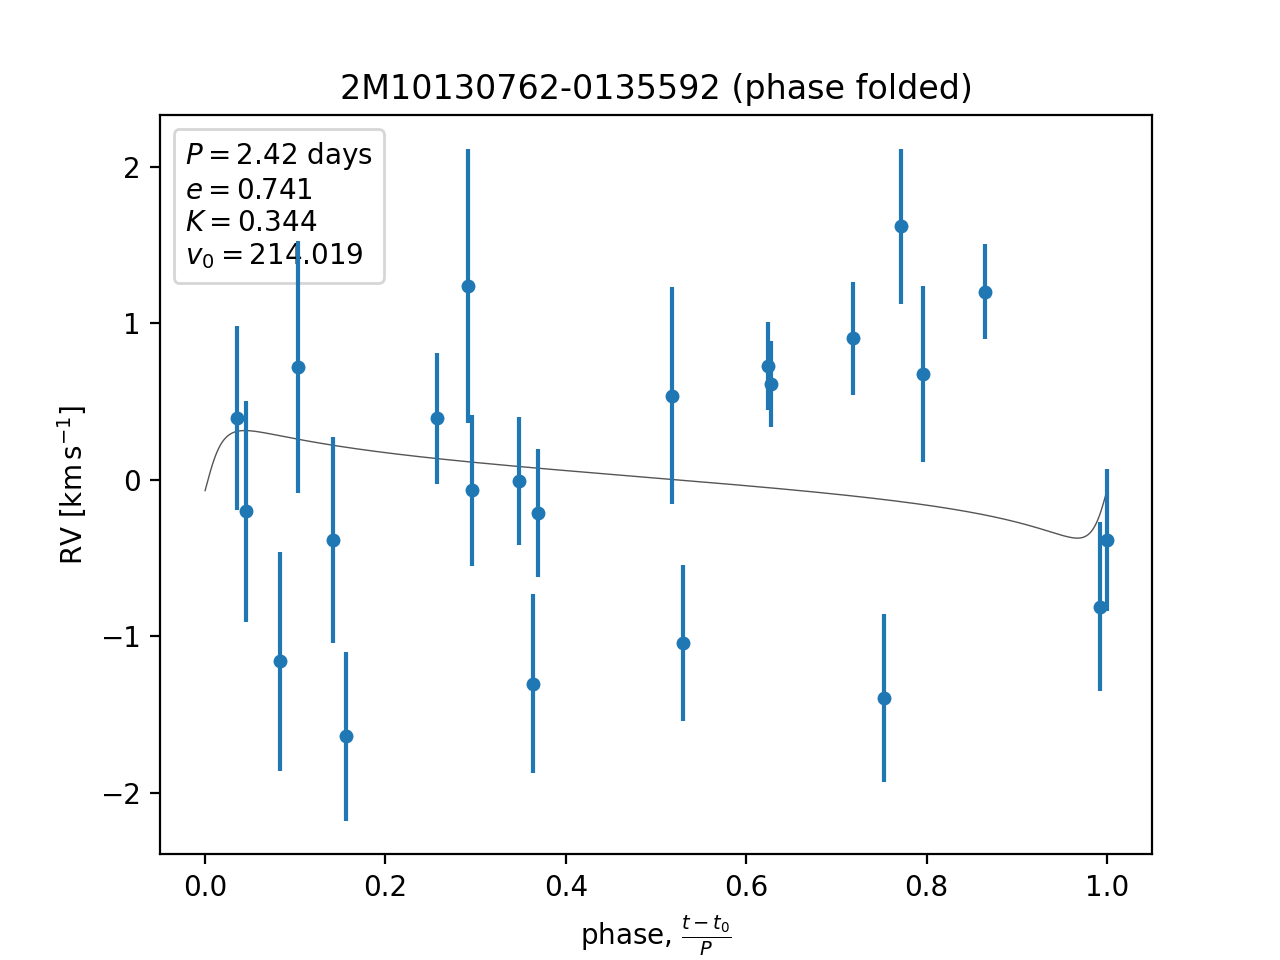 2M10130762-0135592 (phase folded)
P = 2.42 days
e = 0.741
K = 0.344
v₀ = 214.019
2
1
0
−1
−2
RV [km s⁻¹]
0.0 0.2 0.4 0.6 0.8 1.0
phase, (t − t₀)/P